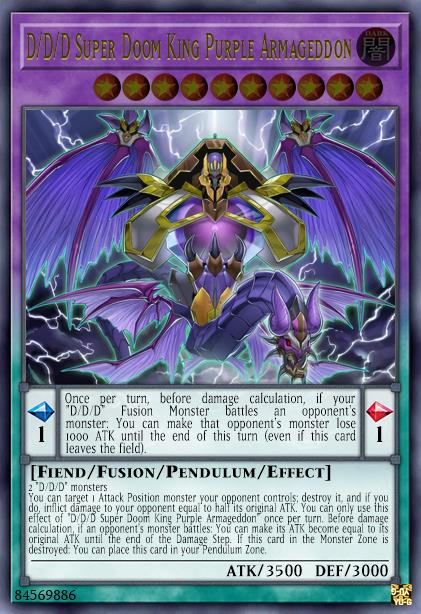 D/D/D Super Doom King Purple Armageddon
DARK
闇
Once per turn, before damage calculation, if your
"D/D/D" Fusion Monster battles an opponent's
monster: You can make that opponent's monster lose
1000 ATK until the end of this turn (even if this card
leaves the field).
1
1
[Fiend/Fusion/Pendulum/Effect]
2 "D/D/D" monsters
You can target 1 Attack Position monster your opponent controls; destroy it, and if you
do, inflict damage to your opponent equal to half its original ATK. You can only use this
effect of "D/D/D Super Doom King Purple Armageddon" once per turn. Before damage
calculation, if an opponent's monster battles: You can make its ATK become equal to its
original ATK until the end of the Damage Step. If this card in the Monster Zone is
destroyed: You can place this card in your Pendulum Zone.
ATK/3500 DEF/3000
84569886